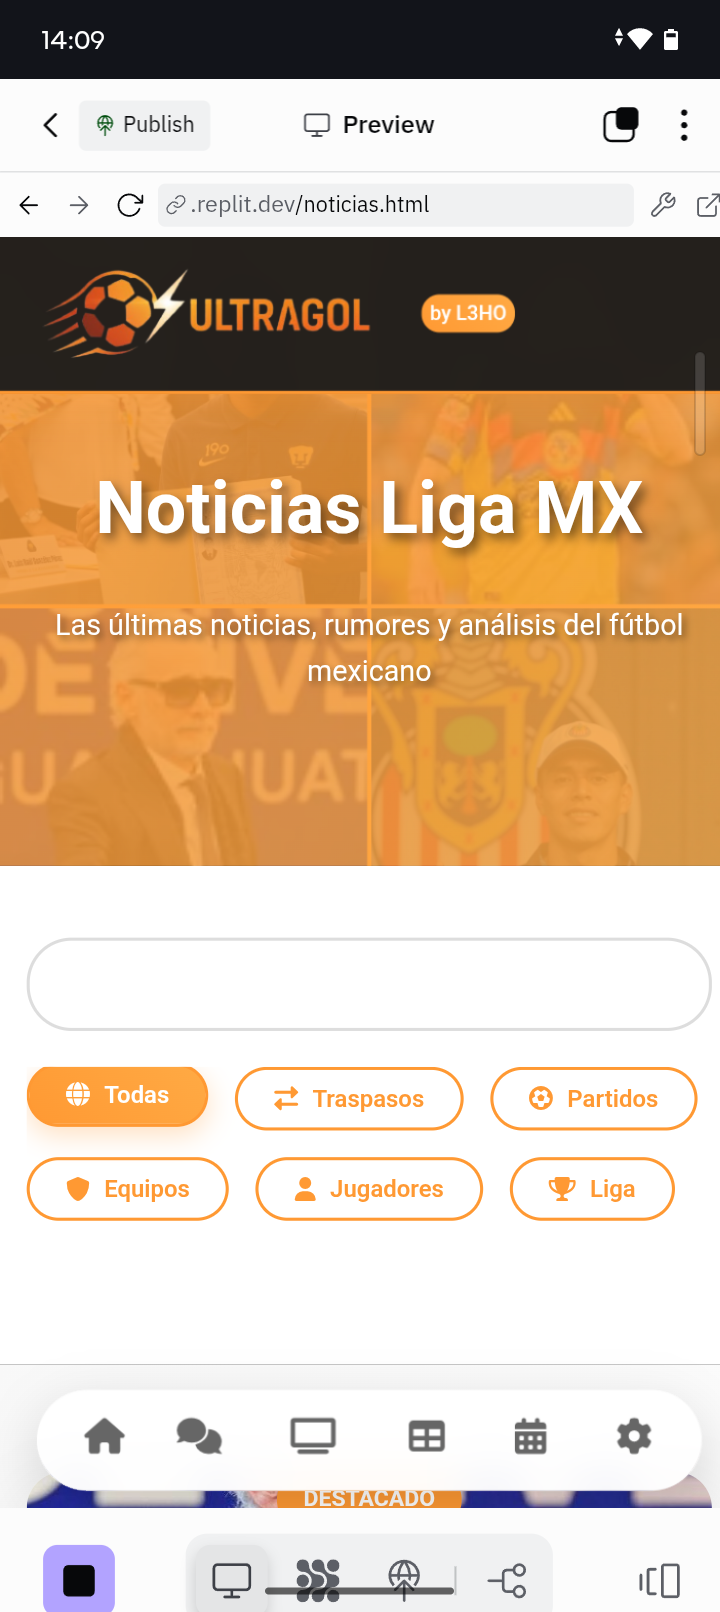 14:09
Publish
Preview
.replit.dev/noticias.html
ULTRAGOL
by L3HO
190
Noticias Liga MX
Las últimas noticias, rumores y análisis del fútbol
mexicano
Todas
Traspasos
Partidos
Equipos
Jugadores
Liga
DESTACADO